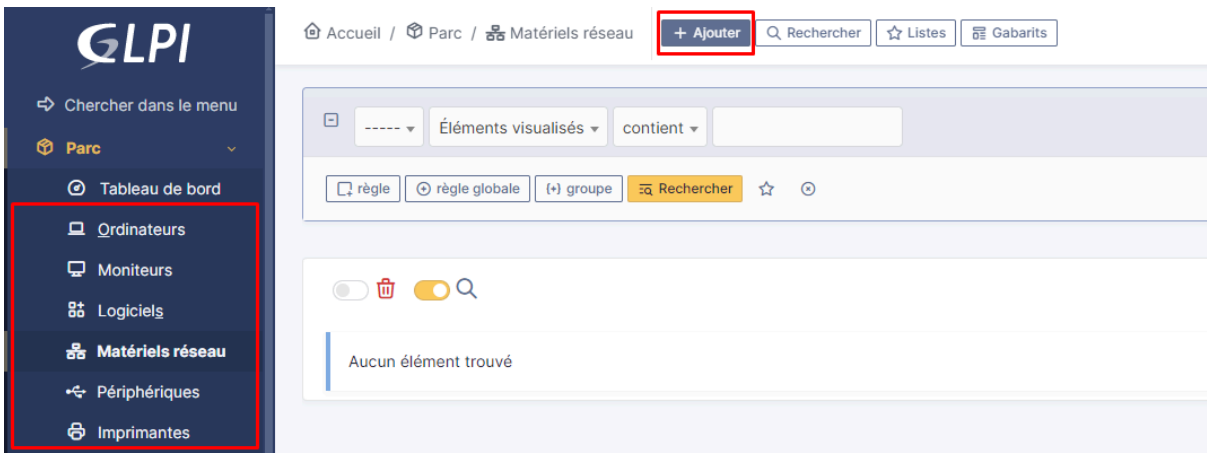 GLPI
Accueil / Parc / Matériels réseau
+ Ajouter
Rechercher
Listes
Gabarits
Chercher dans le menu
Parc
Tableau de bord
Ordinateurs
Moniteurs
Logiciels
Matériels réseau
Périphériques
Imprimantes
-----
Éléments visualisés
contient
règle
règle globale
{+} groupe
Rechercher
Aucun élément trouvé